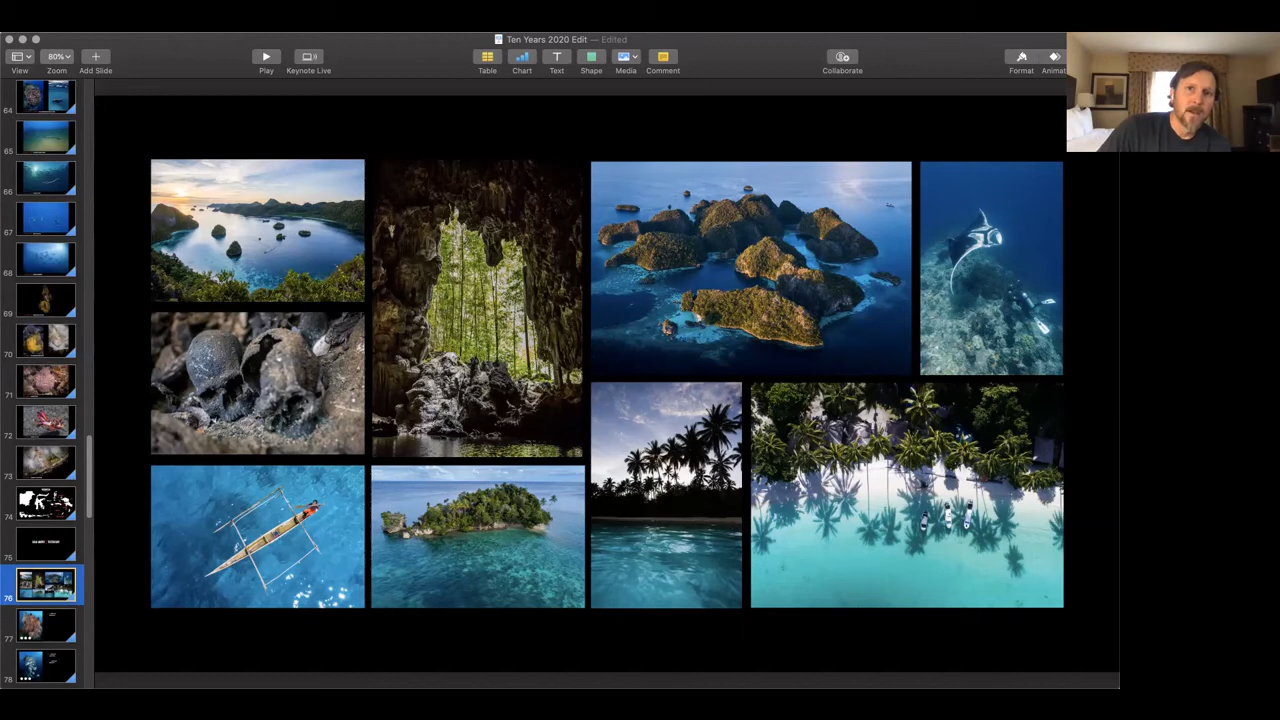 Ten Years 2020 Edit — Edited
80%
View
Zoom
Add Slide
Play
Keynote Live
Table
Chart
Text
Shape
Media
Comment
Collaborate
Format
Animat
64
65
66
67
68
69
70
71
72
73
74
75
76
77
78